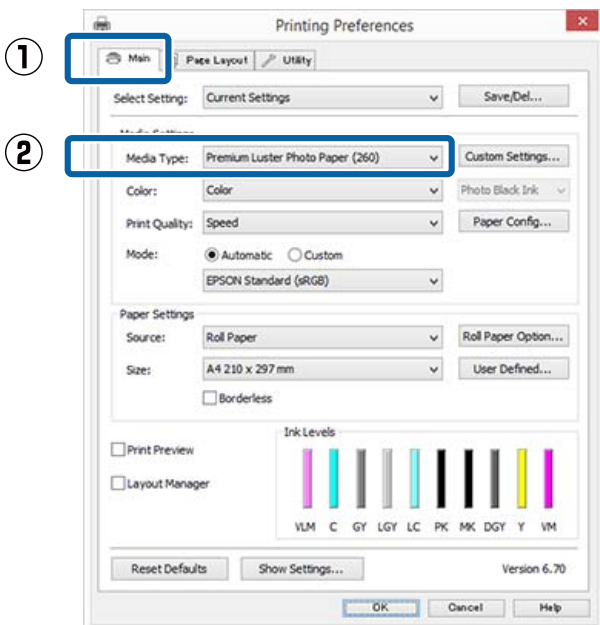 Printing Preferences
①
Main Page Layout Utility
Select Setting: Current Settings Save/Del...
Media Settings
②
Media Type: Premium Luster Photo Paper (260) Custom Settings...
Color: Color Photo Black Ink
Print Quality: Speed Paper Config...
Mode: Automatic Custom
EPSON Standard (sRGB)
Paper Settings
Source: Roll Paper Roll Paper Option...
Size: A4 210 x 297 mm User Defined...
Borderless
Ink Levels
Print Preview
Layout Manager
VLM C GY LGY LC PK MK DGY Y VM
Reset Defaults Show Settings... Version 6.70
OK Cancel Help